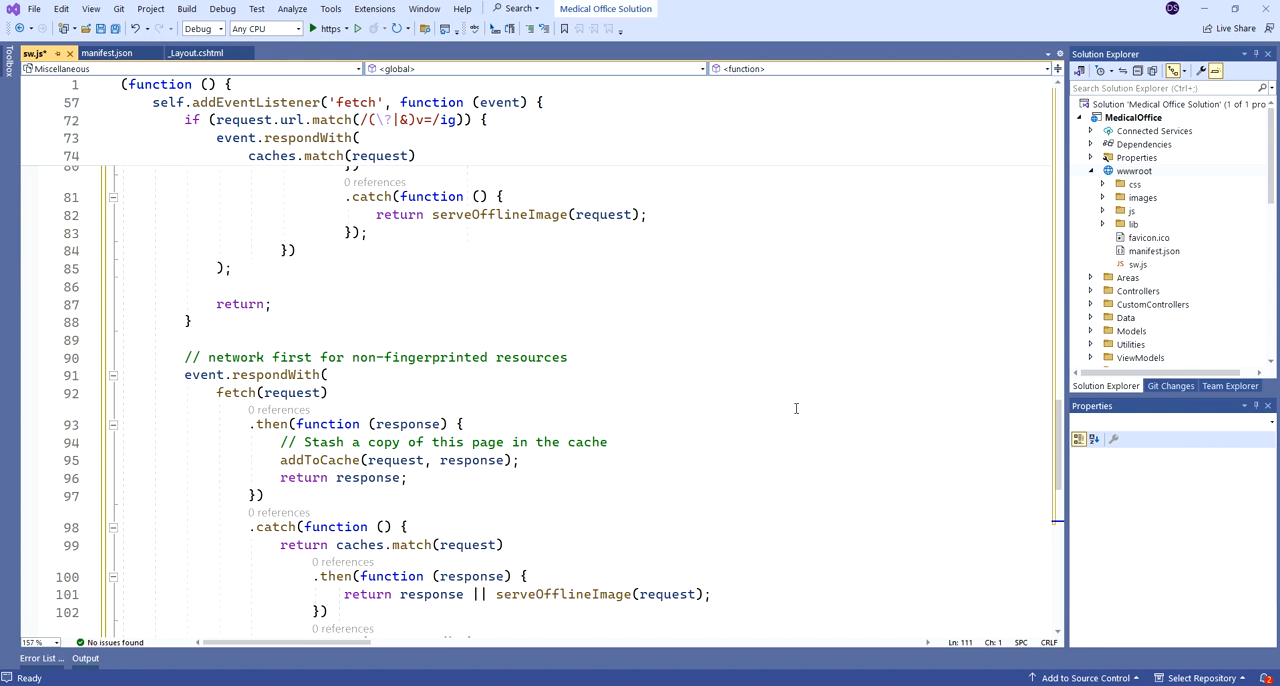 File Edit View Git Project Build Debug Test Analyze Tools Extensions Window Help Search Medical Office Solution DS
Debug Any CPU https Live Share
Toolbox
sw.js* manifest.json _Layout.cshtml
Miscellaneous <global> <function>
1 (function () {
57 self.addEventListener('fetch', function (event) {
72 if (request.url.match(/(\?|&)v=/ig)) {
73 event.respondWith(
74 caches.match(request)
80 })
0 references
81 .catch(function () {
82 return serveOfflineImage(request);
83 });
84 })
85 );
86
87 return;
88 }
89
90 // network first for non-fingerprinted resources
91 event.respondWith(
92 fetch(request)
0 references
93 .then(function (response) {
94 // Stash a copy of this page in the cache
95 addToCache(request, response);
96 return response;
97 })
0 references
98 .catch(function () {
99 return caches.match(request)
0 references
100 .then(function (response) {
101 return response || serveOfflineImage(request);
102 })
0 references
157 % No issues found Ln: 111 Ch: 1 SPC CRLF
Error List ... Output
Ready Add to Source Control Select Repository 2
Solution Explorer
Search Solution Explorer (Ctrl+;)
Solution 'Medical Office Solution' (1 of 1 pro
MedicalOffice
Connected Services
Dependencies
Properties
wwwroot
css
images
js
lib
favicon.ico
manifest.json
JS sw.js
Areas
Controllers
CustomControllers
Data
Models
Utilities
ViewModels
Solution Explorer Git Changes Team Explorer
Properties